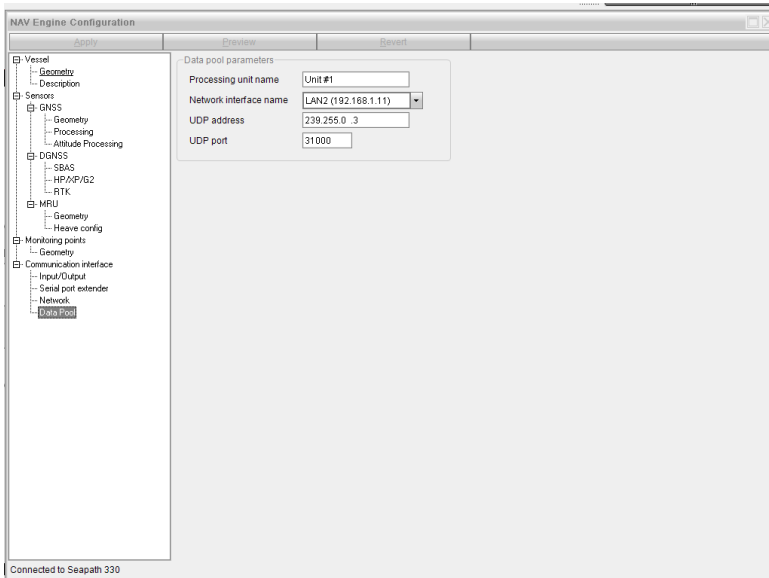 NAV Engine Configuration
Apply Preview Revert
Vessel
Geometry
Description
Sensors
GNSS
Geometry
Processing
Attitude Processing
DGNSS
SBAS
HP/XP/G2
RTK
MRU
Geometry
Heave config
Monitoring points
Geometry
Communication interface
Input/Output
Serial port extender
Network
Data Pool
Data pool parameters
Processing unit name Unit #1
Network interface name LAN2 (192.168.1.11)
UDP address 239.255.0 .3
UDP port 31000
Connected to Seapath 330